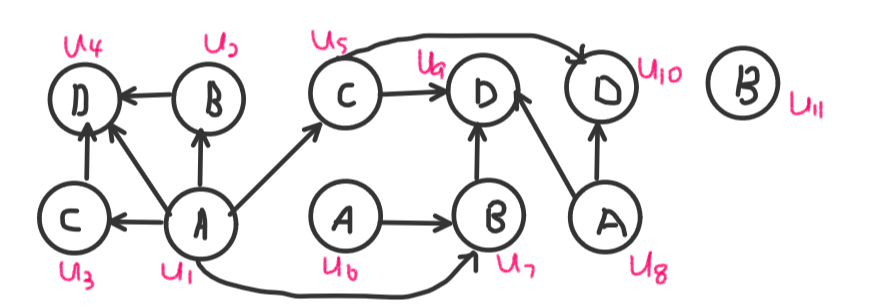 u4 u2 u5 u9 u10 u11
D B C D D B
C A A B A
u3 u1 u6 u7 u8